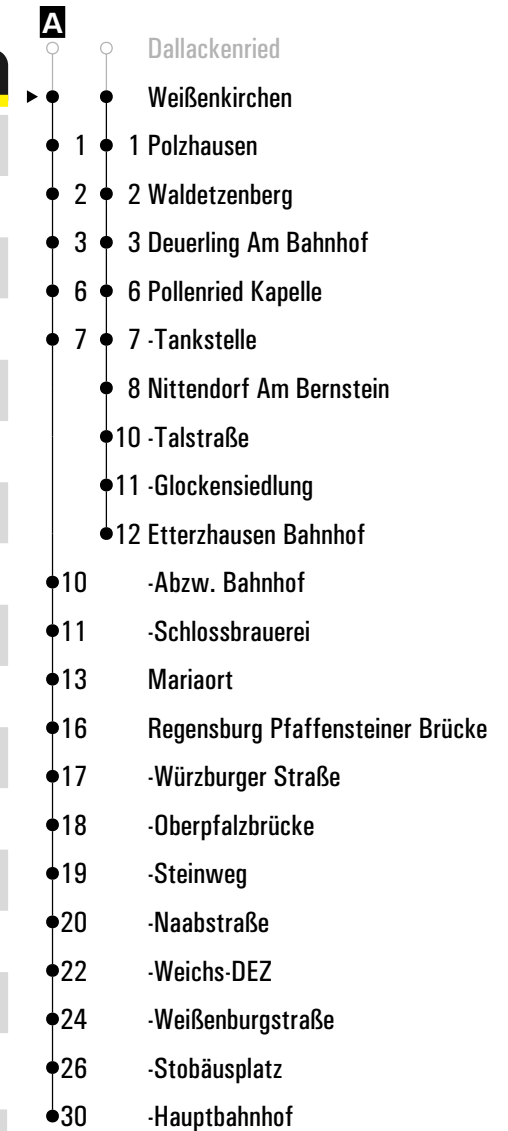 A
Dallackenried
Weißenkirchen
1 1 Polzhausen
2 2 Waldetzenberg
3 3 Deuerling Am Bahnhof
6 6 Pollenried Kapelle
7 7 -Tankstelle
8 Nittendorf Am Bernstein
10 -Talstraße
11 -Glockensiedlung
12 Etterzhausen Bahnhof
10 -Abzw. Bahnhof
11 -Schlossbrauerei
13 Mariaort
16 Regensburg Pfaffensteiner Brücke
17 -Würzburger Straße
18 -Oberpfalzbrücke
19 -Steinweg
20 -Naabstraße
22 -Weichs-DEZ
24 -Weißenburgstraße
26 -Stobäusplatz
30 -Hauptbahnhof